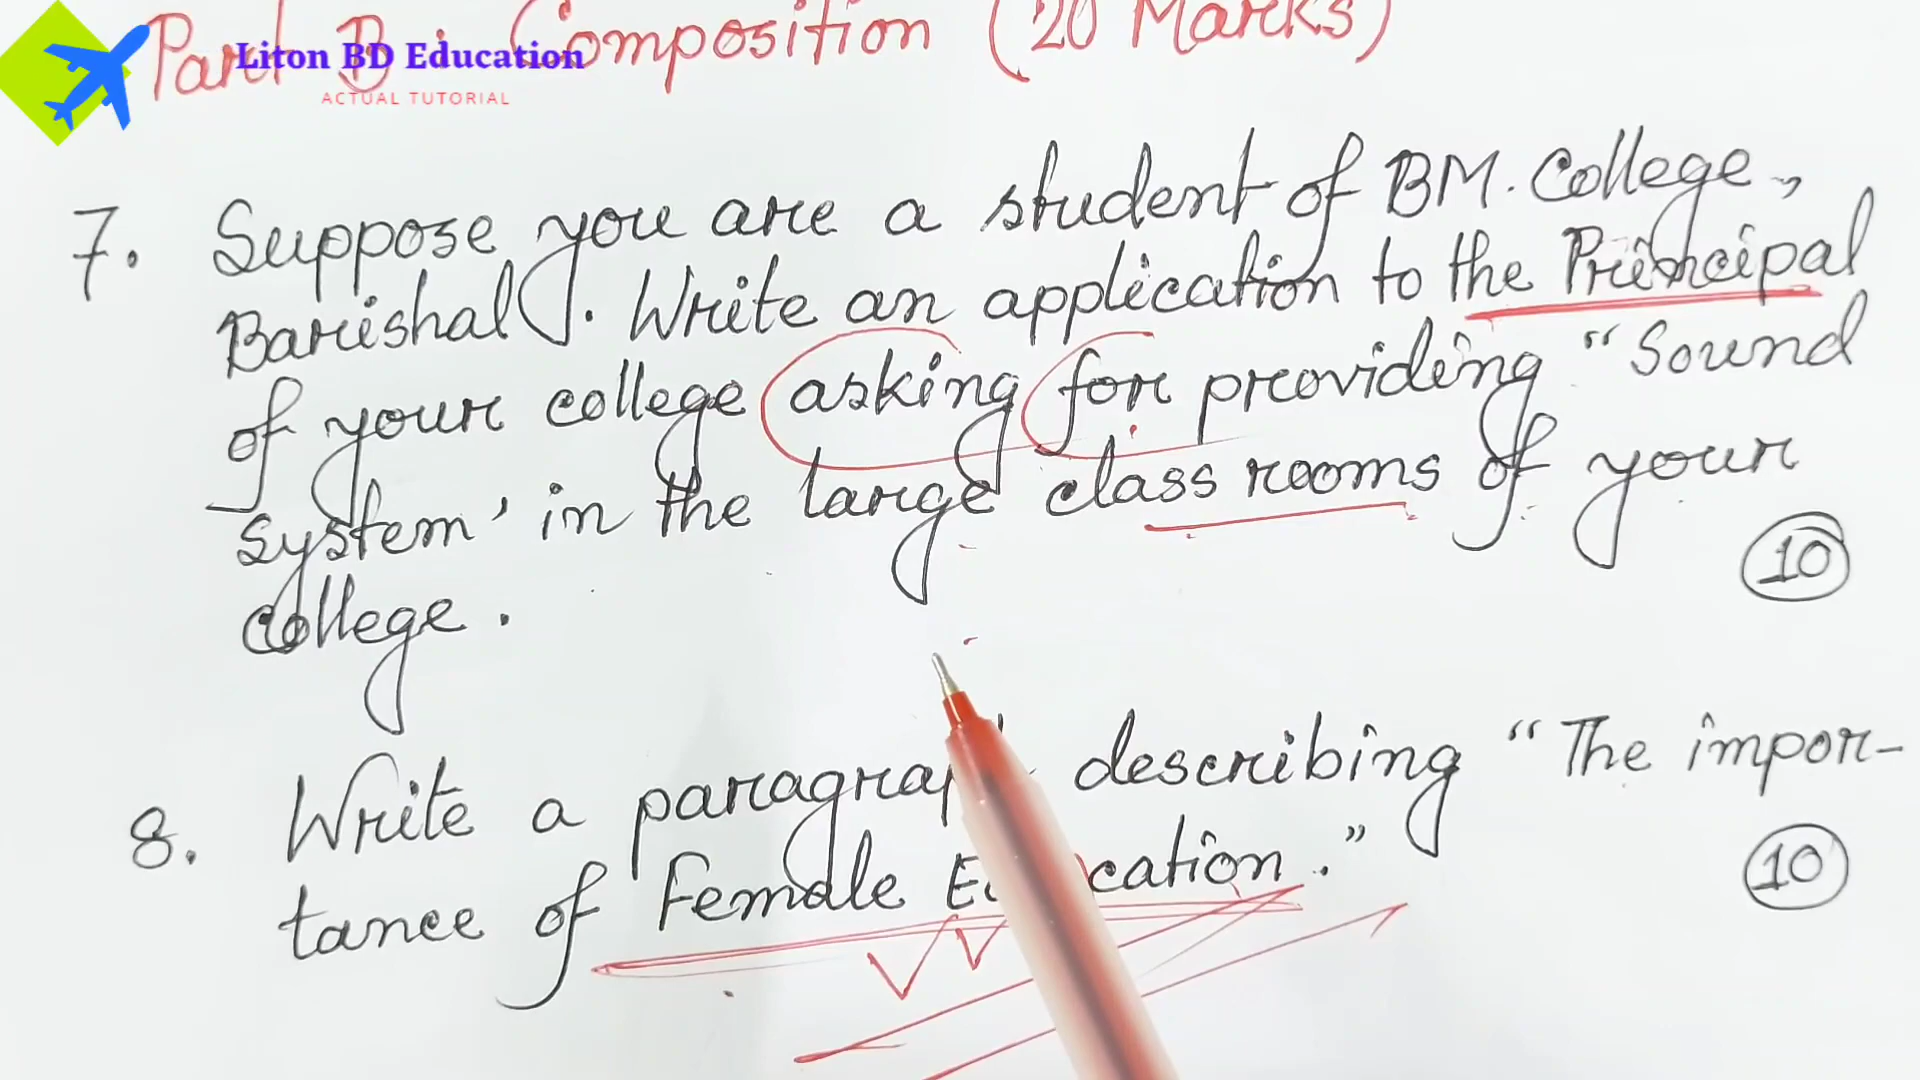 Part B: Composition (20 Marks)
Liton BD Education
ACTUAL TUTORIAL
7. Suppose you are a student of BM. College,
Barishal. Write an application to the Principal
of your college asking for providing "Sound
System' in the large class rooms of your
college.
10
8. Write a paragraph describing "The impor-
tance of Female Education."
10